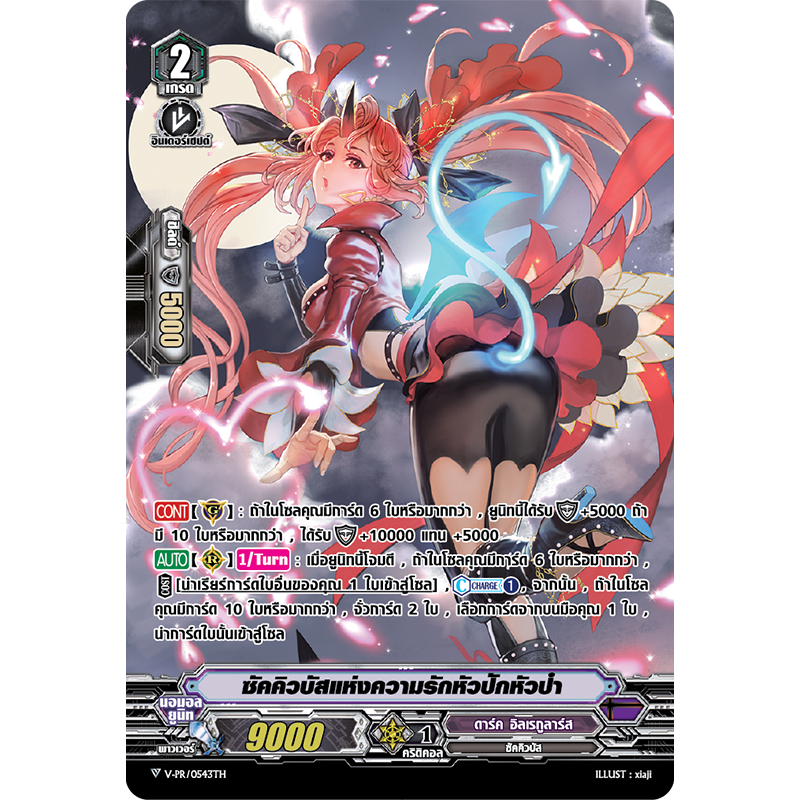 2
เกรด
อินเตอร์เซปต์
ชีลด์
5000
CONT【G】: ถ้าในโซลคุณมีการ์ด 6 ใบหรือมากกว่า , ยูนิทนี้ได้รับ +5000 ถ้า
มี 10 ใบหรือมากกว่า , ได้รับ +10000 แทน +5000
AUTO【R】1/Turn : เมื่อยูนิทนี้โจมตี , ถ้าในโซลคุณมีการ์ด 6 ใบหรือมากกว่า ,
COST [นำเรียร์การ์ดใบอื่นของคุณ 1 ใบเข้าสู่โซล] , C CHARGE 1 , จากนั้น , ถ้าในโซล
คุณมีการ์ด 10 ใบหรือมากกว่า , จั่วการ์ด 2 ใบ , เลือกการ์ดจากบนมือคุณ 1 ใบ ,
นำการ์ดใบนั้นเข้าสู่โซล
ซัคคิวบัสแห่งความรักหัวปักหัวปำ
นอมอล
ยูนิท
พาวเวอร์
9000
1
คริติคอล
ดาร์ค อิลเรกูลาร์ส
ซัคคิวบัส
V-PR/0543TH
ILLUST : xiaji